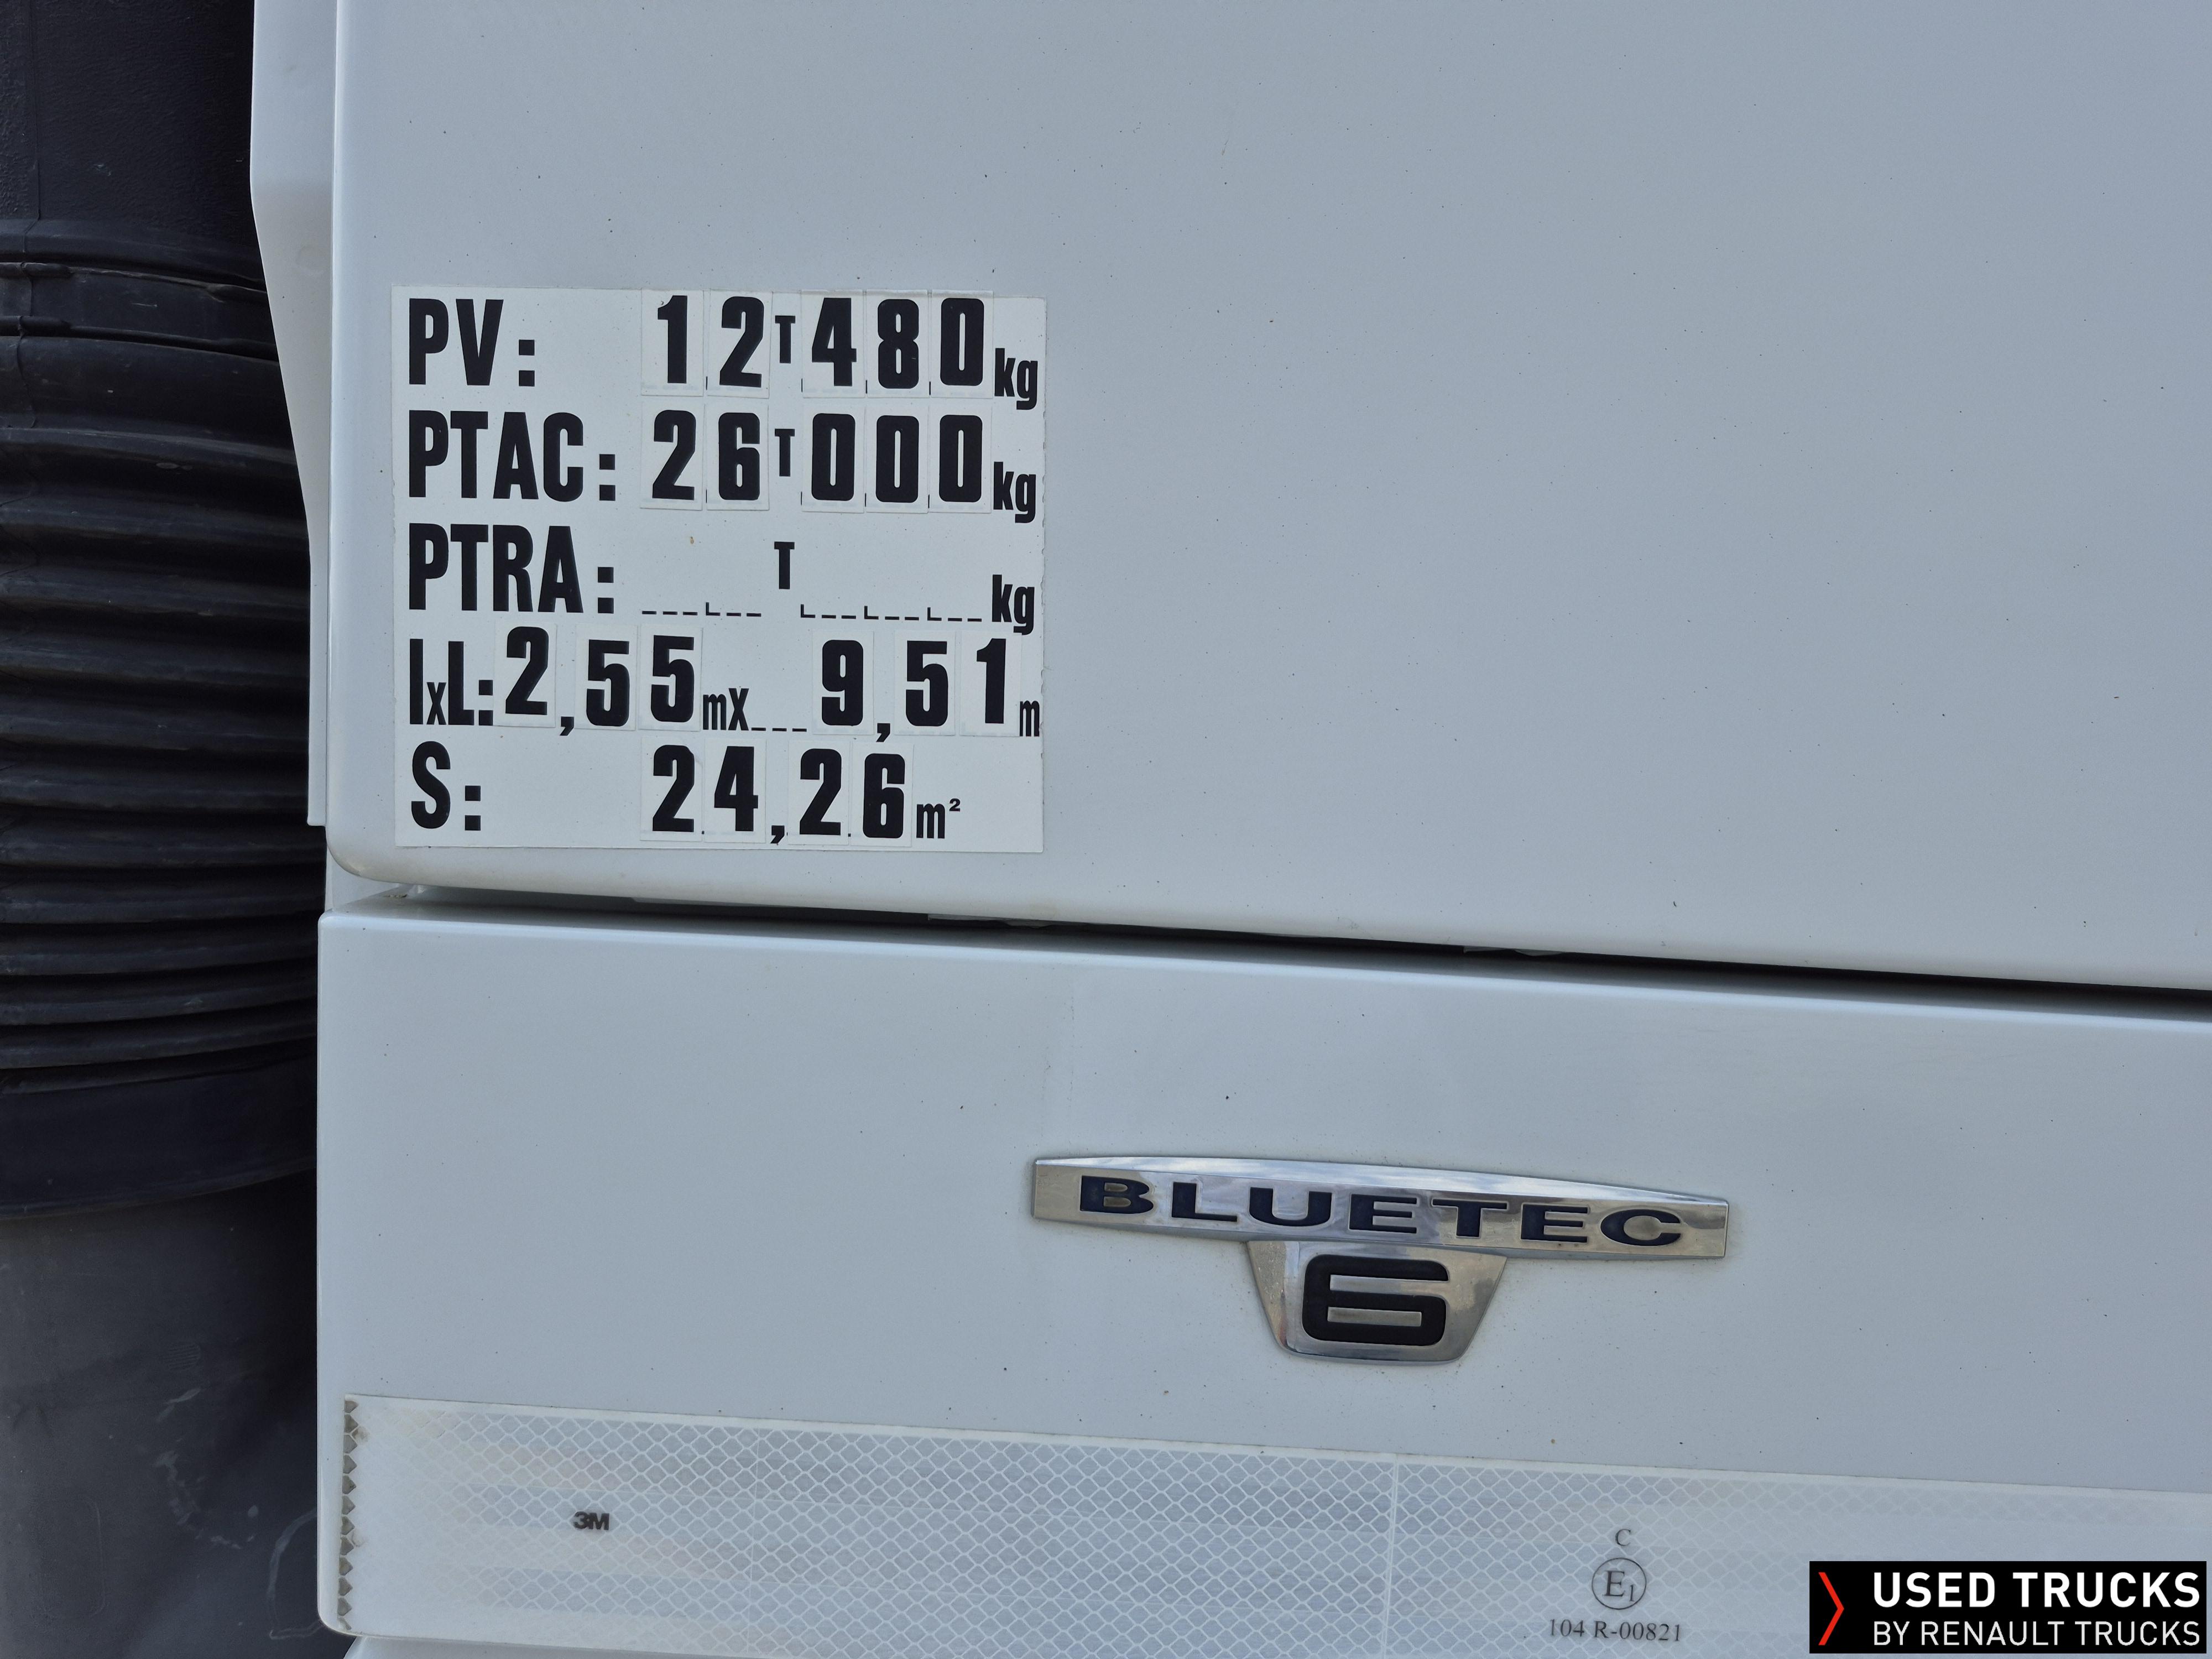 PV: 12T480kg
PTAC: 26T000kg
PTRA: T kg
lxL: 2,55mX 9,51m
S: 24,26m²
BLUETEC
6
3M
C
E1
104 R-00821
USED TRUCKS
BY RENAULT TRUCKS